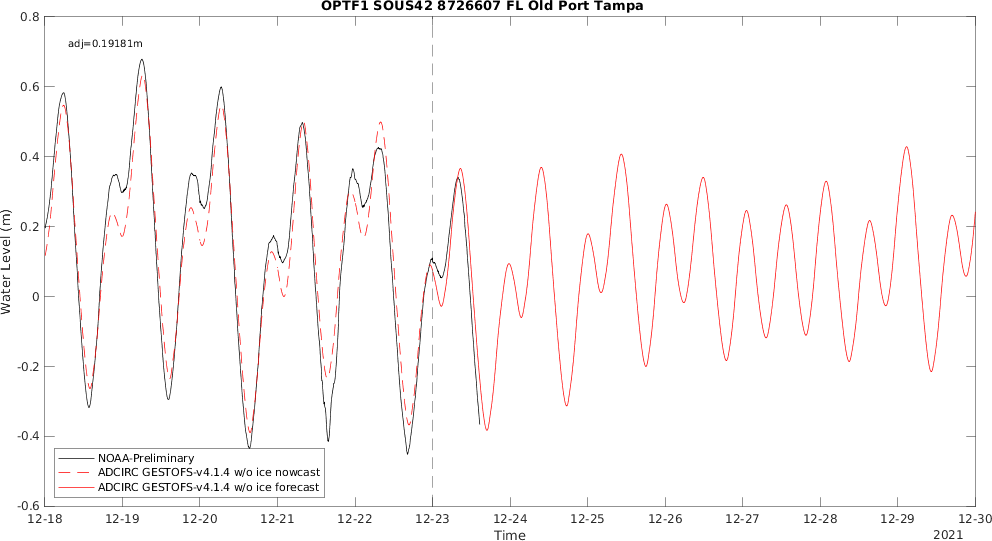 OPTF1 SOUS42 8726607 FL Old Port Tampa
adj=0.19181m
Water Level (m)
0.8
0.6
0.4
0.2
0
-0.2
-0.4
-0.6
NOAA-Preliminary
ADCIRC GESTOFS-v4.1.4 w/o ice nowcast
ADCIRC GESTOFS-v4.1.4 w/o ice forecast
12-18 12-19 12-20 12-21 12-22 12-23 12-24 12-25 12-26 12-27 12-28 12-29 12-30
Time
2021